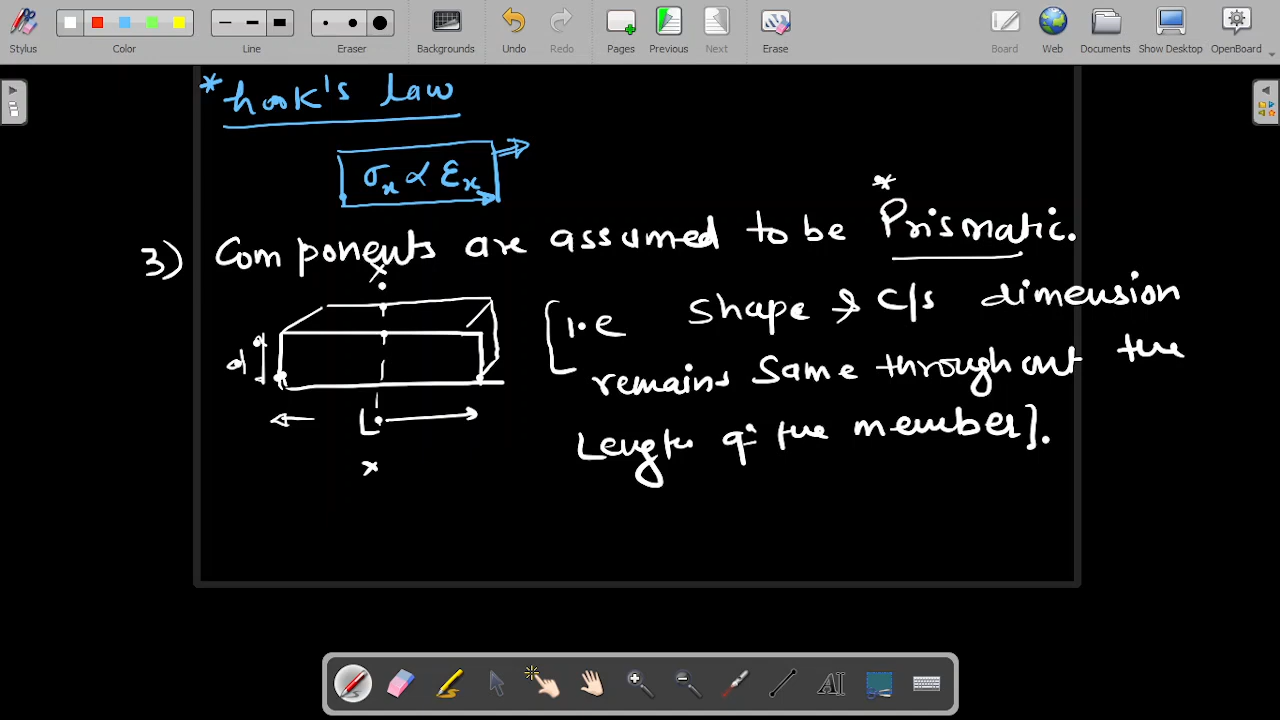 Stylus
Color
Line
Eraser
Backgrounds
Undo
Redo
Pages
Previous
Next
Erase
Board
Web
Documents
Show Desktop
OpenBoard
* hook's law
σx ∝ εx
*
3) Components are assumed to be Prismatic.
x
[i.e shape & c/s dimension
d
remains same throughout the
L
Length of the member].
x
AI